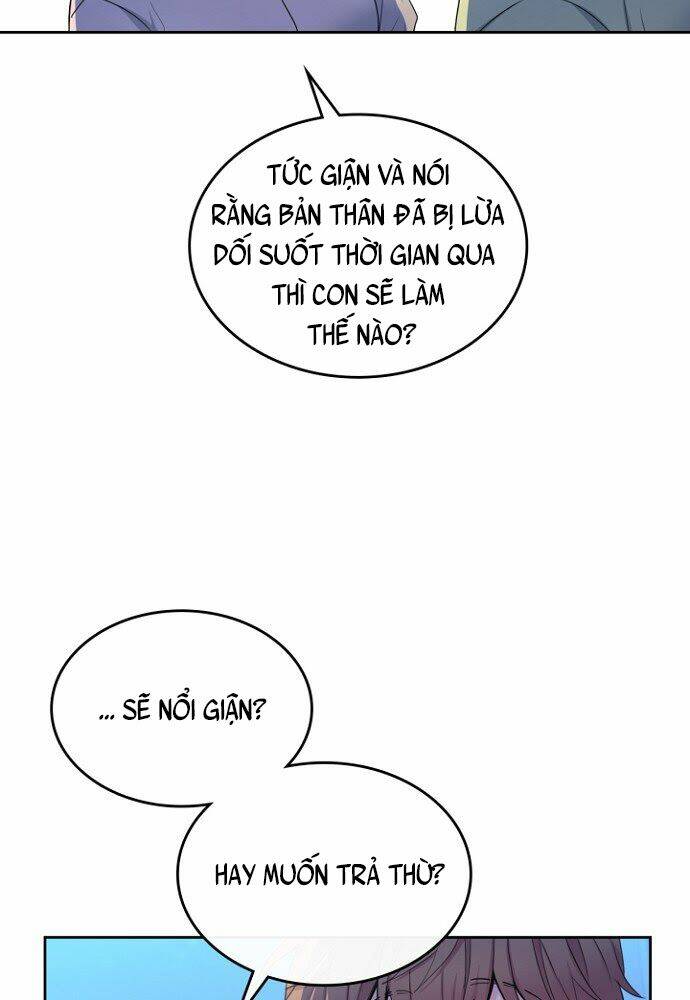 TỨC GIẬN VÀ NÓI
RẰNG BẢN THÂN ĐÃ BỊ LỪA
DỐI SUỐT THỜI GIAN QUA
THÌ CON SẼ LÀM
THẾ NÀO?
... SẼ NỔI GIẬN?
HAY MUỐN TRẢ THỪ?